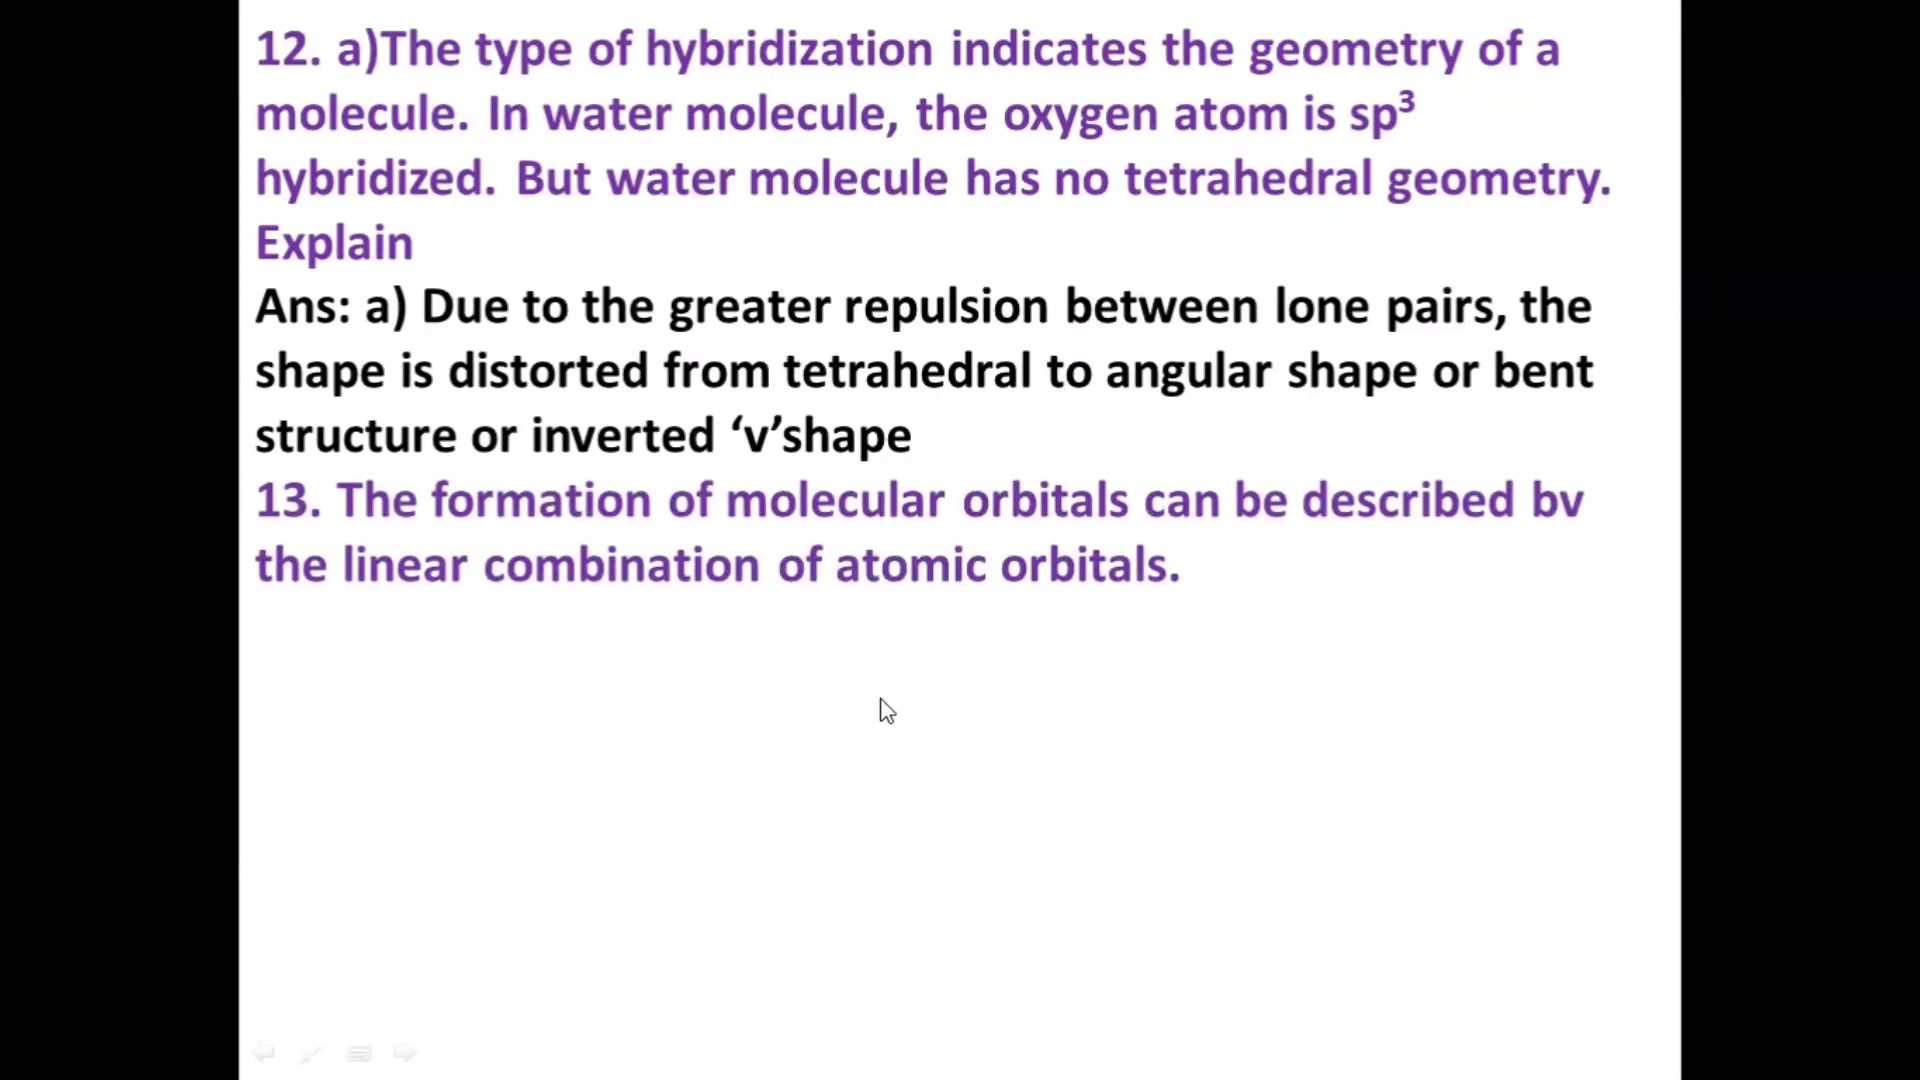 12. a)The type of hybridization indicates the geometry of a
molecule. In water molecule, the oxygen atom is sp³
hybridized. But water molecule has no tetrahedral geometry.
Explain
Ans: a) Due to the greater repulsion between lone pairs, the
shape is distorted from tetrahedral to angular shape or bent
structure or inverted ‘v’shape
13. The formation of molecular orbitals can be described bv
the linear combination of atomic orbitals.